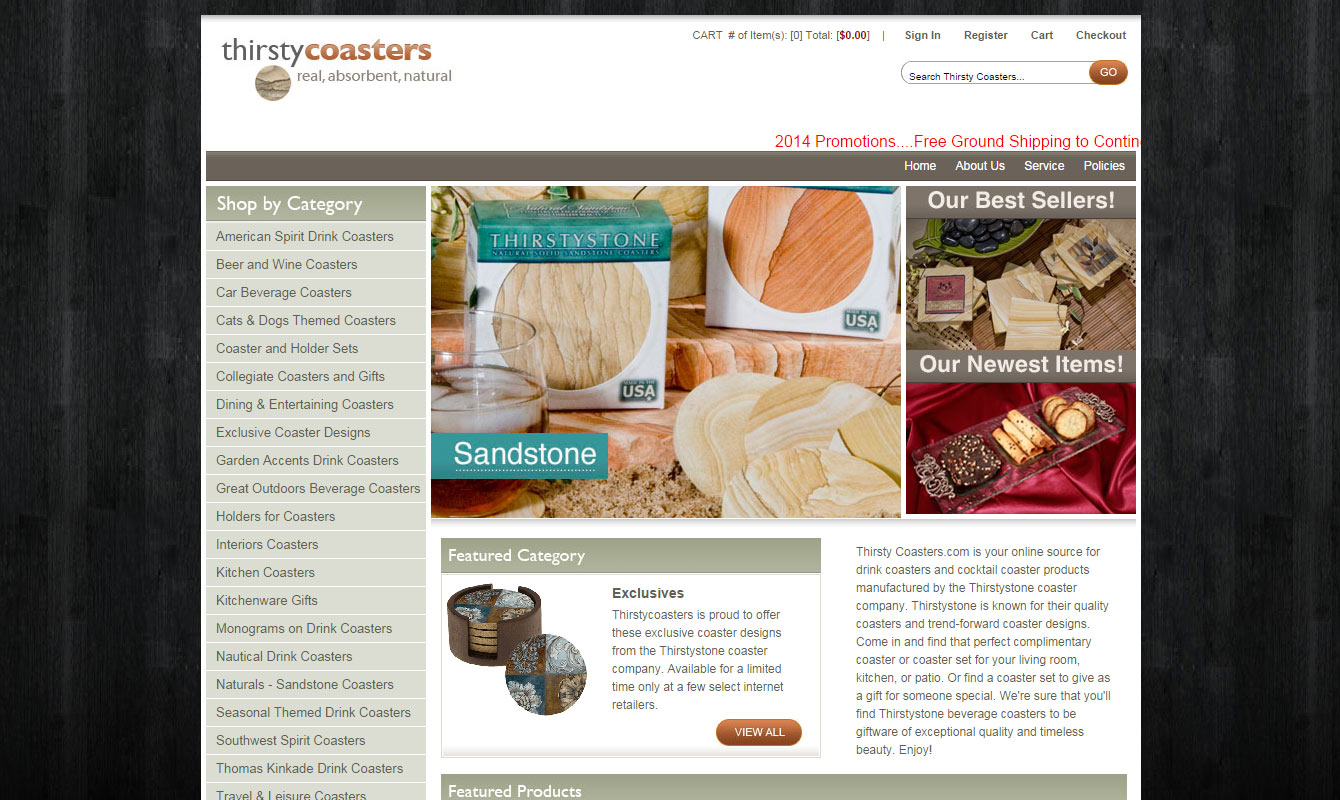 thirstycoasters
real, absorbent, natural
CART # of Item(s): [0] Total: [$0.00] | Sign In Register Cart Checkout
Search Thirsty Coasters... GO
2014 Promotions....Free Ground Shipping to Contin
Home About Us Service Policies
Shop by Category
American Spirit Drink Coasters
Beer and Wine Coasters
Car Beverage Coasters
Cats & Dogs Themed Coasters
Coaster and Holder Sets
Collegiate Coasters and Gifts
Dining & Entertaining Coasters
Exclusive Coaster Designs
Garden Accents Drink Coasters
Great Outdoors Beverage Coasters
Holders for Coasters
Interiors Coasters
Kitchen Coasters
Kitchenware Gifts
Monograms on Drink Coasters
Nautical Drink Coasters
Naturals - Sandstone Coasters
Seasonal Themed Drink Coasters
Southwest Spirit Coasters
Thomas Kinkade Drink Coasters
Travel & Leisure Coasters
Natural Sandstone
THIRSTYSTONE
NATURAL SOLID SANDSTONE COASTERS
MADE IN THE
USA
MADE IN THE
USA
Sandstone
Our Best Sellers!
Our Newest Items!
Featured Category
Exclusives
Thirstycoasters is proud to offer
these exclusive coaster designs
from the Thirstystone coaster
company. Available for a limited
time only at a few select internet
retailers.
VIEW ALL
Thirsty Coasters.com is your online source for
drink coasters and cocktail coaster products
manufactured by the Thirstystone coaster
company. Thirstystone is known for their quality
coasters and trend-forward coaster designs.
Come in and find that perfect complimentary
coaster or coaster set for your living room,
kitchen, or patio. Or find a coaster set to give as
a gift for someone special. We're sure that you'll
find Thirstystone beverage coasters to be
giftware of exceptional quality and timeless
beauty. Enjoy!
Featured Products